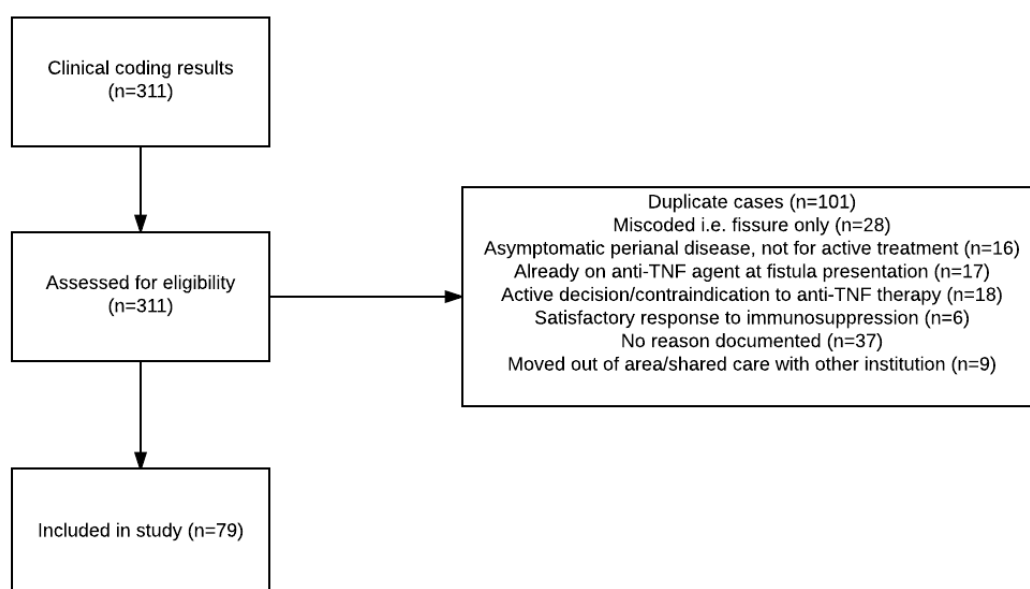 Clinical coding results
(n=311)
Assessed for eligibility
(n=311)
Duplicate cases (n=101)
Miscoded i.e. fissure only (n=28)
Asymptomatic perianal disease, not for active treatment (n=16)
Already on anti-TNF agent at fistula presentation (n=17)
Active decision/contraindication to anti-TNF therapy (n=18)
Satisfactory response to immunosuppression (n=6)
No reason documented (n=37)
Moved out of area/shared care with other institution (n=9)
Included in study (n=79)